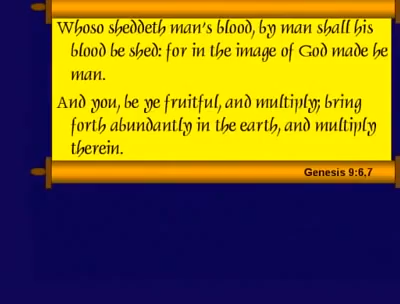 Whoso sheddeth man's blood, by man shall his
blood be shed: for in the image of God made he
man.
And you, be ye fruitful, and multiply; bring
forth abundantly in the earth, and multiply
therein.
Genesis 9:6,7